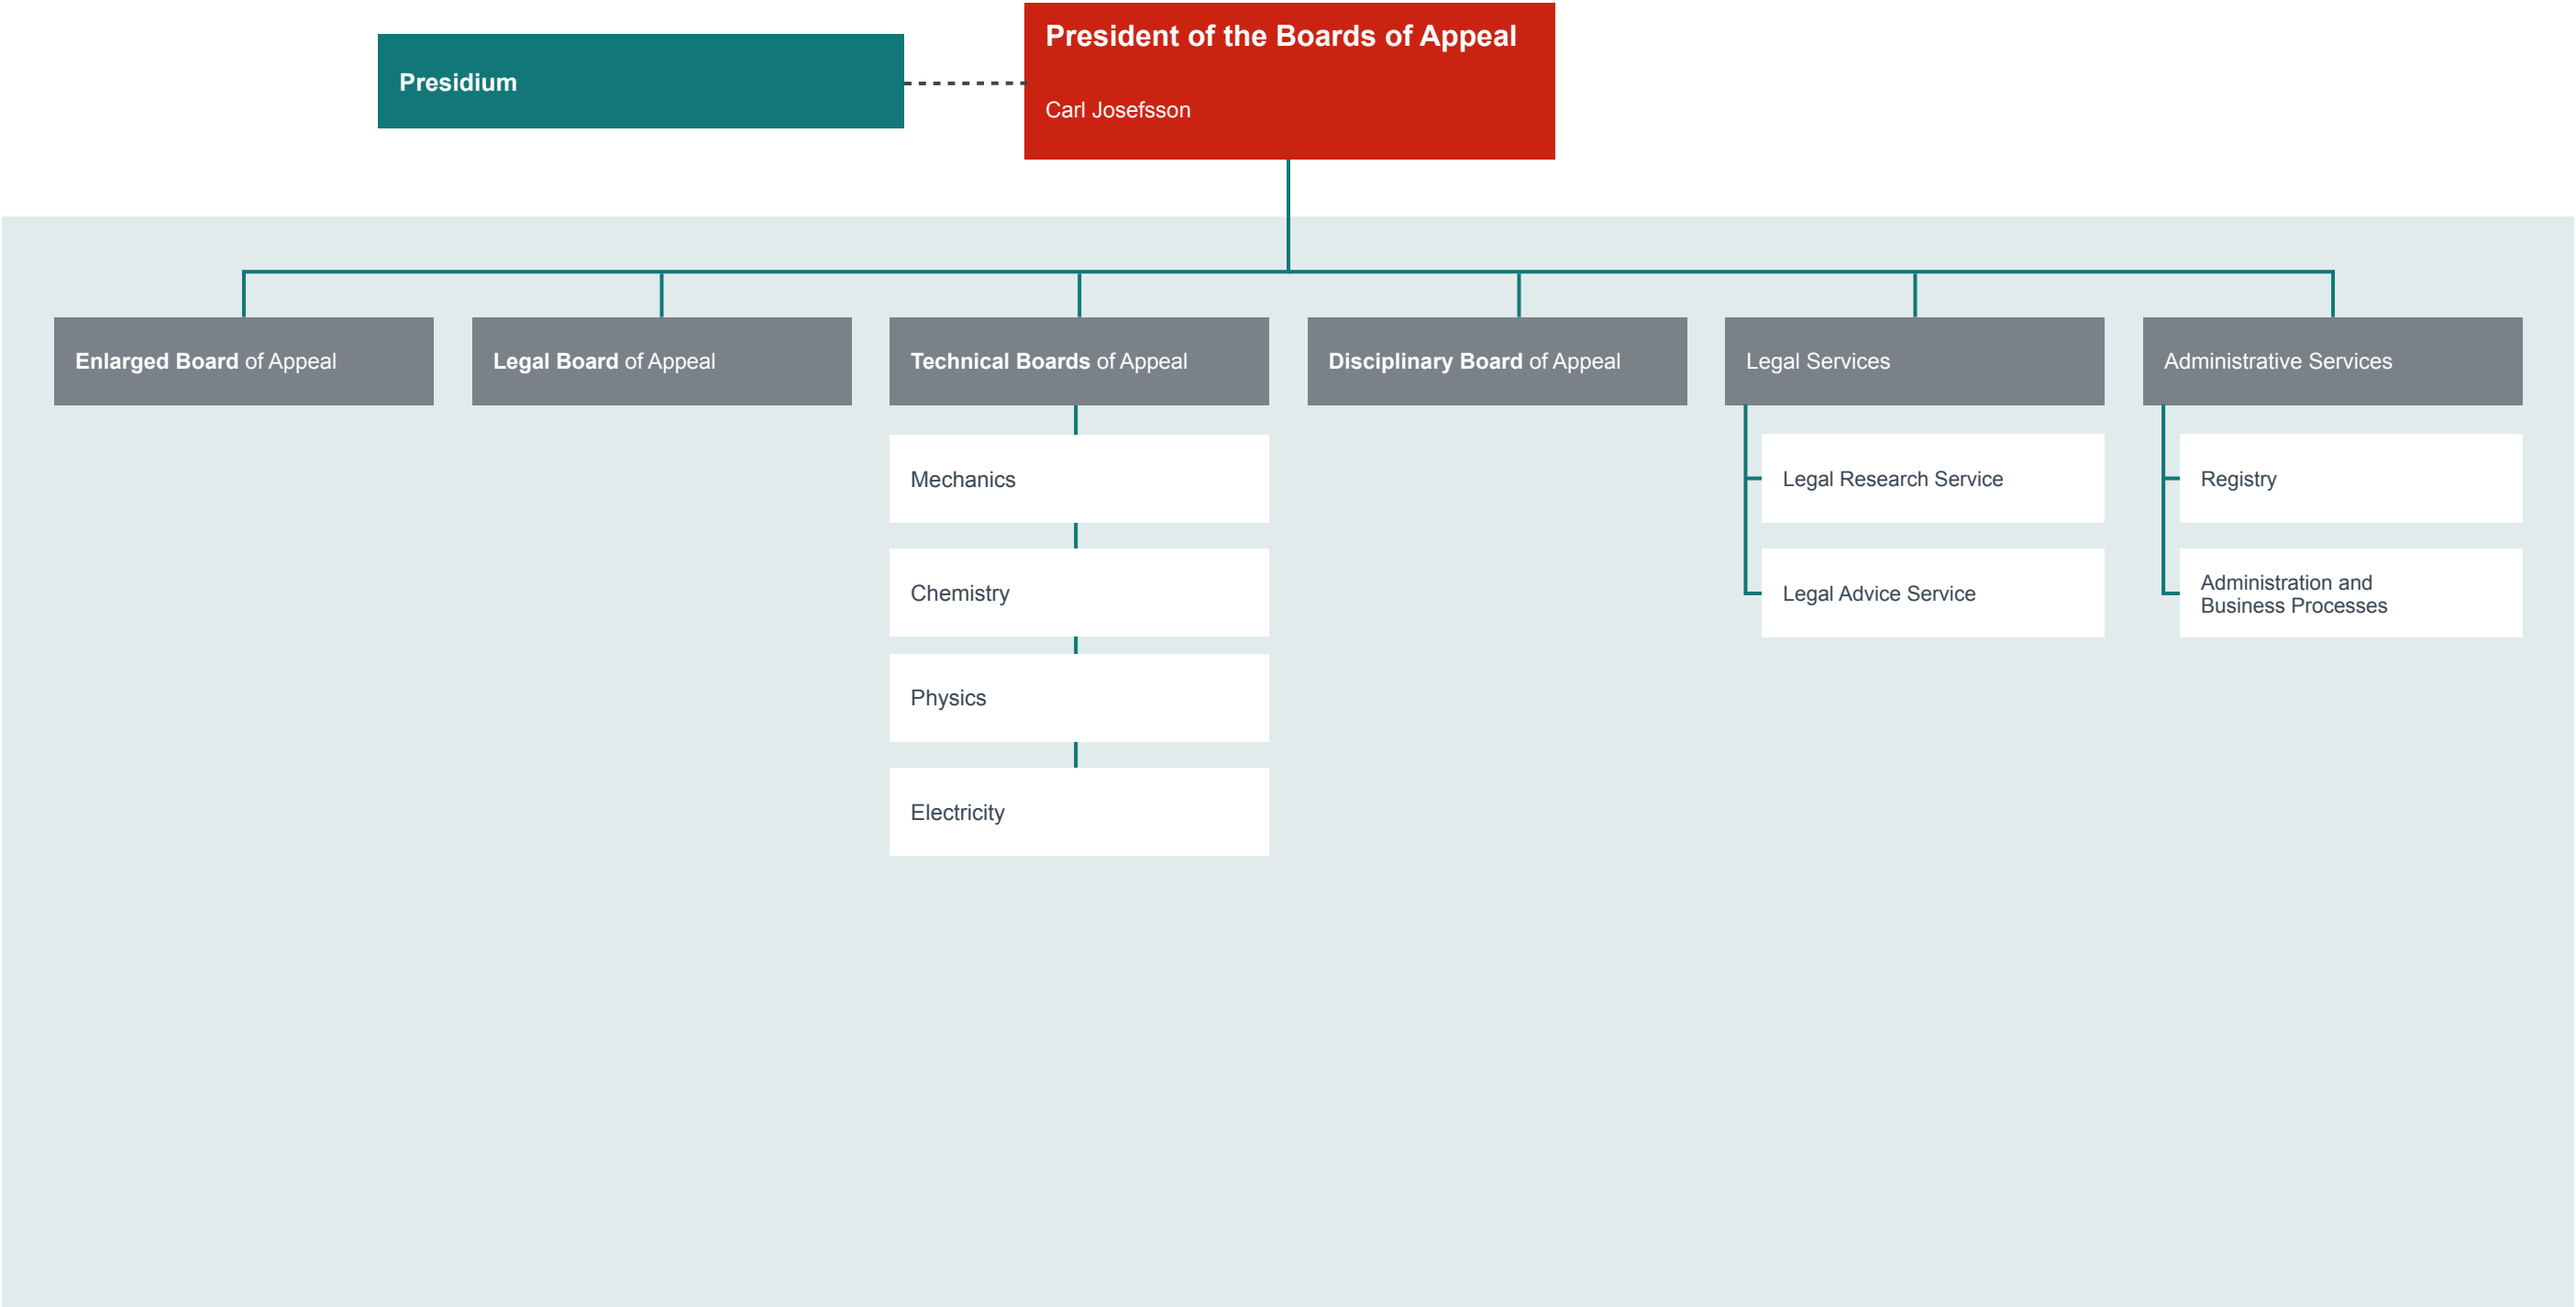 President of the Boards of Appeal
Presidium
Carl Josefsson
Enlarged Board of Appeal
Legal Board of Appeal
Technical Boards of Appeal
Disciplinary Board of Appeal
Legal Services
Administrative Services
Mechanics
Chemistry
Physics
Electricity
Legal Research Service
Legal Advice Service
Registry
Administration and
Business Processes